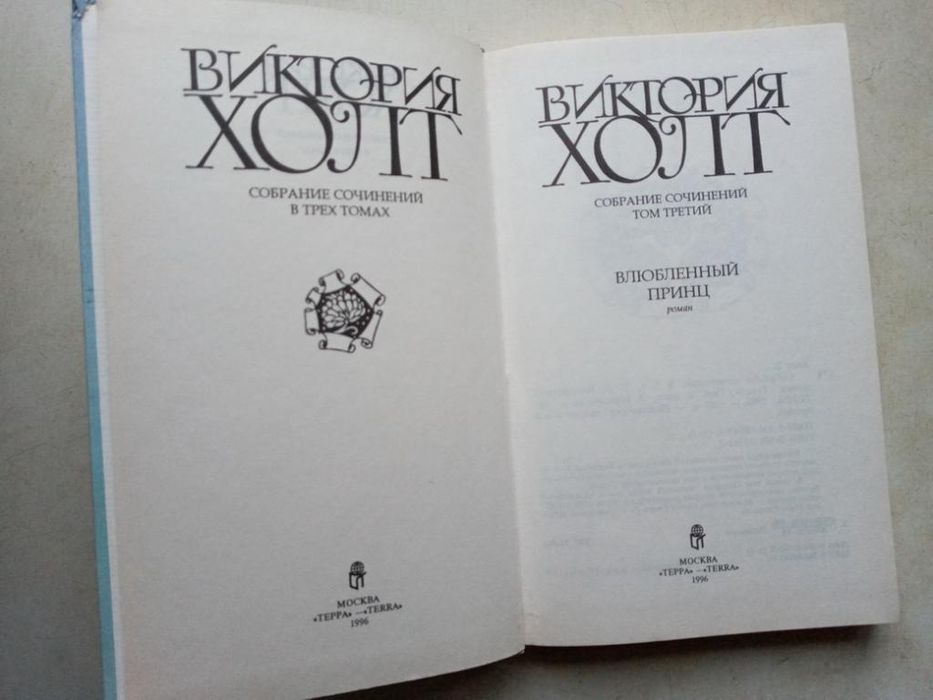 ВИКТОРИЯ
ХОЛТ
СОБРАНИЕ СОЧИНЕНИЙ
В ТРЕХ ТОМАХ
МОСКВА
«ТЕРРА» —«TERRA»
1996
ВИКТОРИЯ
ХОЛТ
СОБРАНИЕ СОЧИНЕНИЙ
ТОМ ТРЕТИЙ
ВЛЮБЛЕННЫЙ
ПРИНЦ
роман
МОСКВА
«ТЕРРА» —«TERRA»
1996